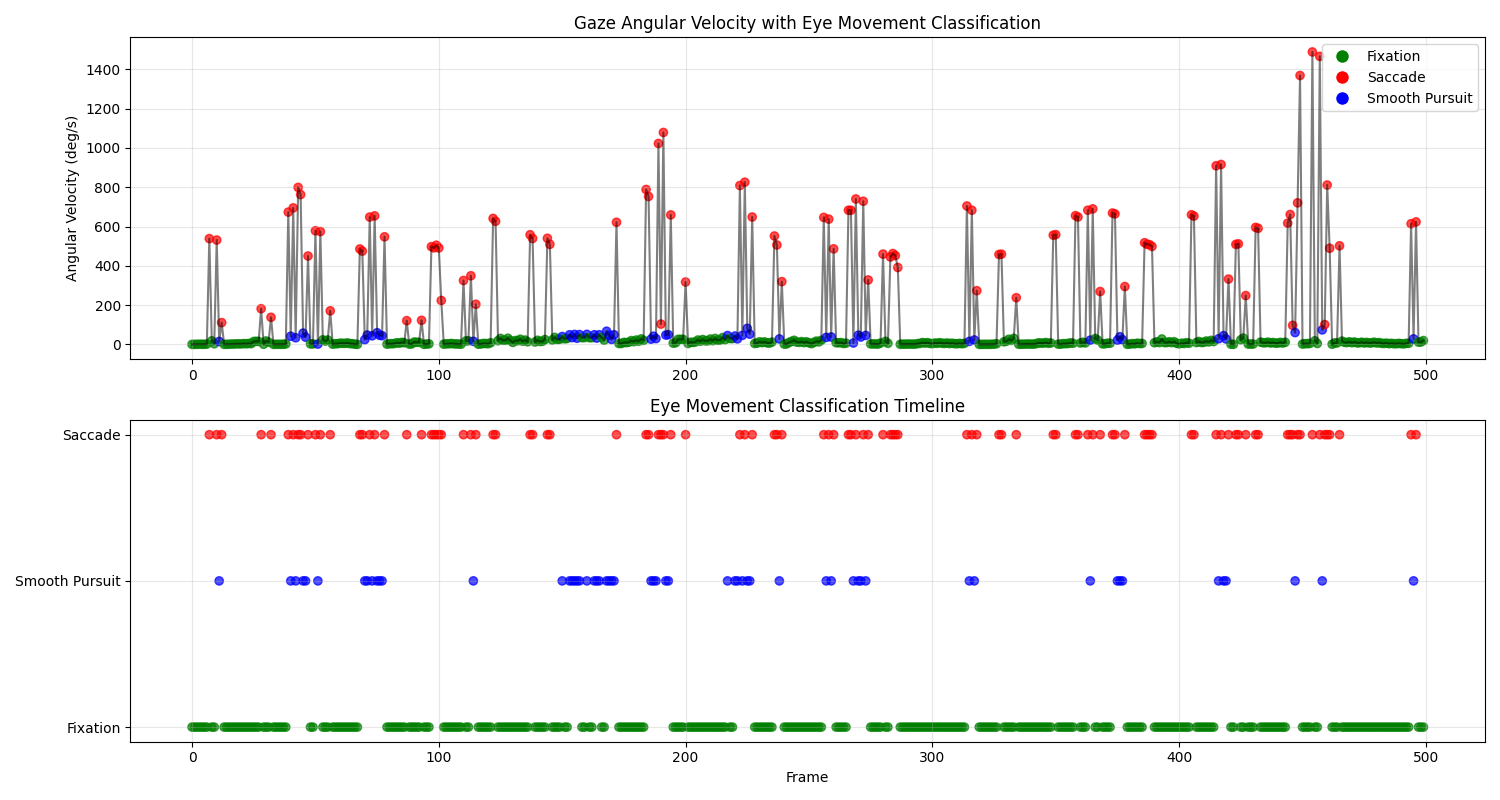 Gaze Angular Velocity with Eye Movement Classification
Angular Velocity (deg/s)
1400
1200
1000
800
600
400
200
0
0 100 200 300 400 500
Fixation
Saccade
Smooth Pursuit
Eye Movement Classification Timeline
Saccade
Smooth Pursuit
Fixation
0 100 200 300 400 500
Frame